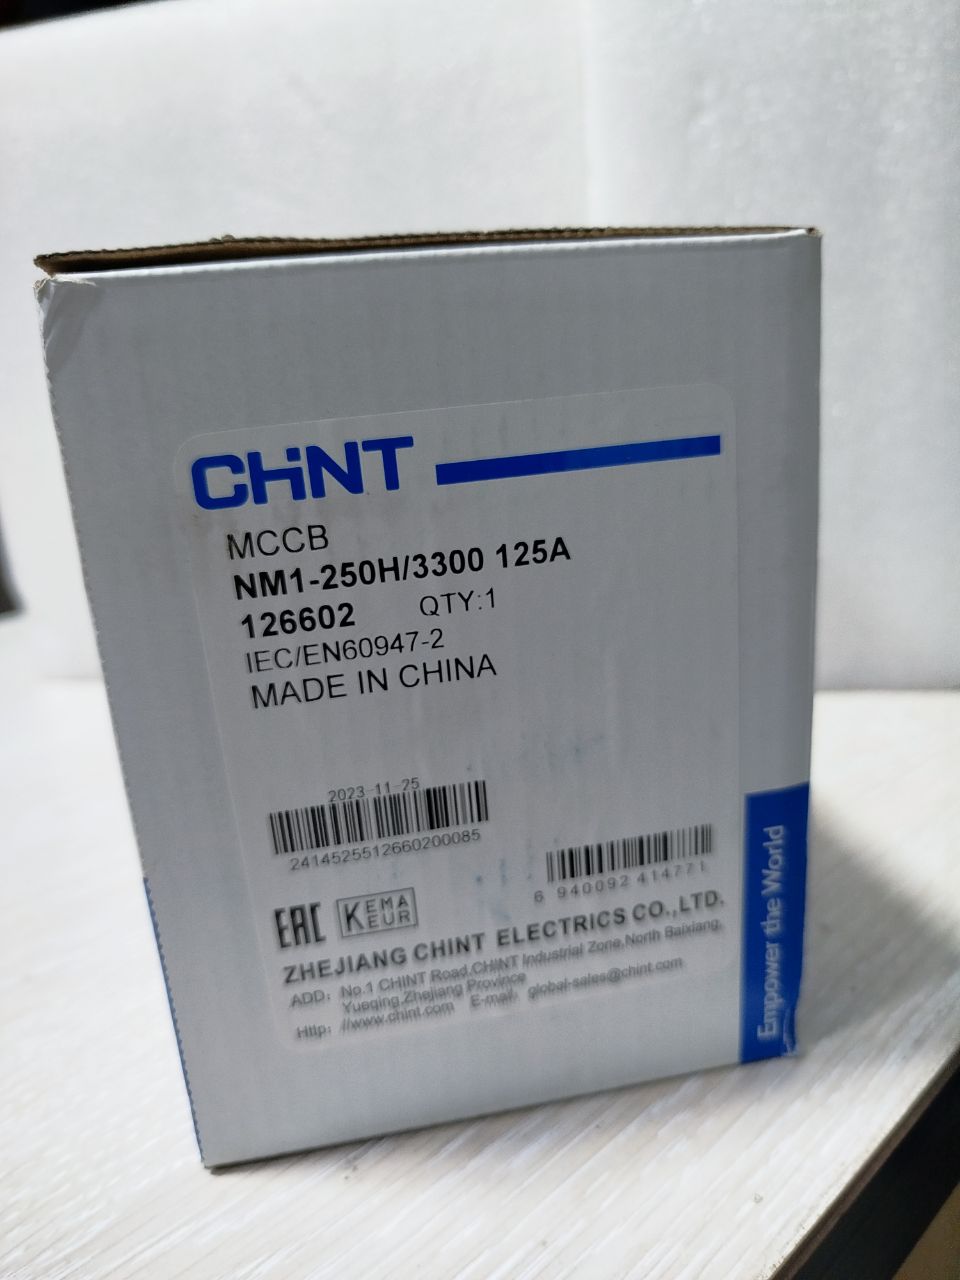 CHINT
MCCB
NM1-250H/3300 125A
126602 QTY:1
IEC/EN60947-2
MADE IN CHINA
2023-11-25
2414525512660200085
6 940092 414771
EAC KEMA KEUR
ZHEJIANG CHINT ELECTRICS CO.,LTD.
ADD: No.1 CHINT Road,CHINT Industrial Zone,North Baixiang,
Yueqing,Zhejiang Province
Http: //www.chint.com E-mail: global-sales@chint.com
Empower the World